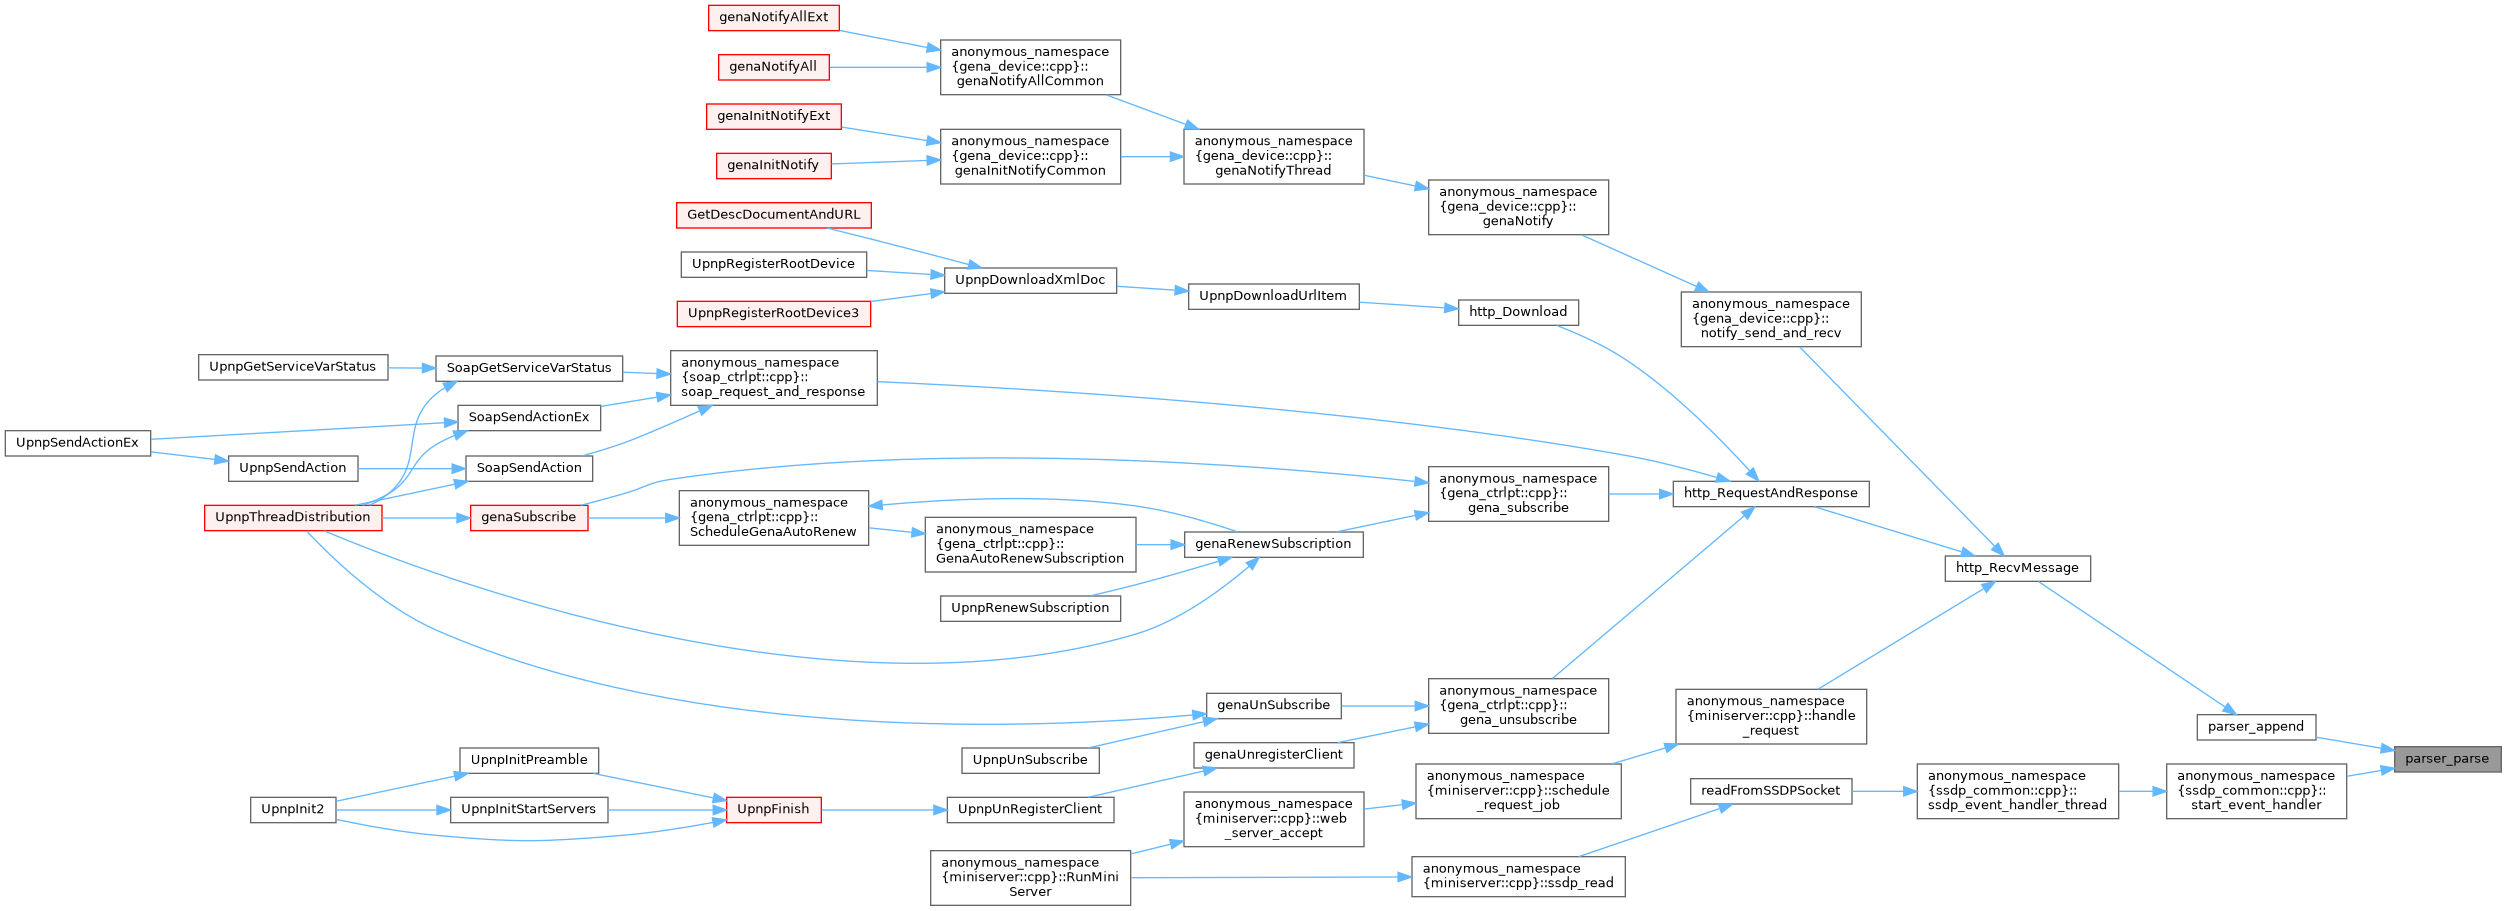 genaNotifyAllExt
anonymous_namespace
{gena_device::cpp}::
genaNotifyAllCommon
genaNotifyAll
genaInitNotifyExt
anonymous_namespace
{gena_device::cpp}::
genaInitNotifyCommon
genaInitNotify
anonymous_namespace
{gena_device::cpp}::
genaNotifyThread
anonymous_namespace
{gena_device::cpp}::
genaNotify
GetDescDocumentAndURL
UpnpRegisterRootDevice
UpnpDownloadXmlDoc
UpnpRegisterRootDevice3
UpnpDownloadUrlItem
http_Download
anonymous_namespace
{gena_device::cpp}::
notify_send_and_recv
UpnpGetServiceVarStatus
SoapGetServiceVarStatus
anonymous_namespace
{soap_ctrlpt::cpp}::
soap_request_and_response
SoapSendActionEx
UpnpSendActionEx
UpnpSendAction
SoapSendAction
UpnpThreadDistribution
genaSubscribe
anonymous_namespace
{gena_ctrlpt::cpp}::
ScheduleGenaAutoRenew
anonymous_namespace
{gena_ctrlpt::cpp}::
GenaAutoRenewSubscription
genaRenewSubscription
anonymous_namespace
{gena_ctrlpt::cpp}::
gena_subscribe
http_RequestAndResponse
http_RecvMessage
UpnpRenewSubscription
genaUnSubscribe
anonymous_namespace
{gena_ctrlpt::cpp}::
gena_unsubscribe
anonymous_namespace
{miniserver::cpp}::handle
_request
parser_append
parser_parse
UpnpUnSubscribe
genaUnregisterClient
UpnpInitPreamble
UpnpInit2
UpnpInitStartServers
UpnpFinish
UpnpUnRegisterClient
anonymous_namespace
{miniserver::cpp}::web
_server_accept
anonymous_namespace
{miniserver::cpp}::schedule
_request_job
readFromSSDPSocket
anonymous_namespace
{ssdp_common::cpp}::
ssdp_event_handler_thread
anonymous_namespace
{ssdp_common::cpp}::
start_event_handler
anonymous_namespace
{miniserver::cpp}::RunMini
Server
anonymous_namespace
{miniserver::cpp}::ssdp_read